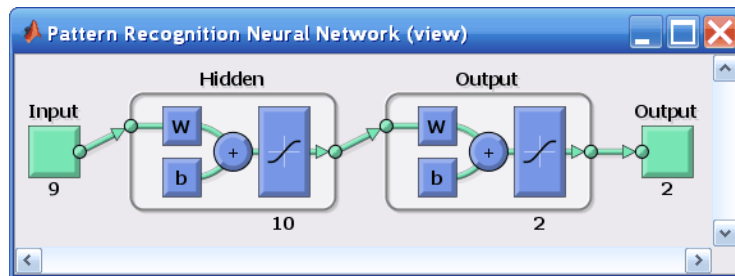 Pattern Recognition Neural Network (view)
Hidden
Output
Input
Output
W
W
+
+
b
b
9
10
2
2